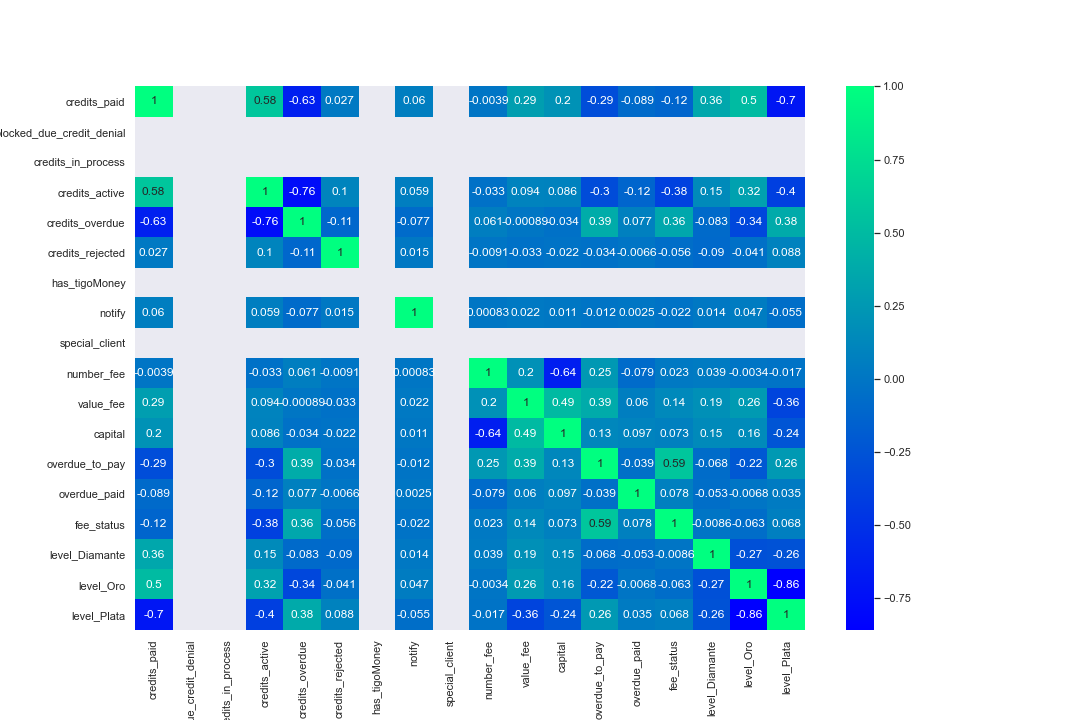 credits_paid 1 0.58 -0.63 0.027 0.06 -0.0039 0.29 0.2 -0.29 -0.089 -0.12 0.36 0.5 -0.7
locked_due_credit_denial
credits_in_process
credits_active 0.58 1 -0.76 0.1 0.059 -0.033 0.094 0.086 -0.3 -0.12 -0.38 0.15 0.32 -0.4
credits_overdue -0.63 -0.76 1 -0.11 -0.077 0.061 -0.00089 -0.034 0.39 0.077 0.36 -0.083 -0.34 0.38
credits_rejected 0.027 0.1 -0.11 1 0.015 -0.0091 -0.033 -0.022 -0.034 -0.0066 -0.056 -0.09 -0.041 0.088
has_tigoMoney
notify 0.06 0.059 -0.077 0.015 1 0.00083 0.022 0.011 -0.012 0.0025 -0.022 0.014 0.047 -0.055
special_client
number_fee -0.0039 -0.033 0.061 -0.0091 0.00083 1 0.2 -0.64 0.25 -0.079 0.023 0.039 -0.0034 -0.017
value_fee 0.29 0.094 -0.00089 -0.033 0.022 0.2 1 0.49 0.39 0.06 0.14 0.19 0.26 -0.36
capital 0.2 0.086 -0.034 -0.022 0.011 -0.64 0.49 1 0.13 0.097 0.073 0.15 0.16 -0.24
overdue_to_pay -0.29 -0.3 0.39 -0.034 -0.012 0.25 0.39 0.13 1 -0.039 0.59 -0.068 -0.22 0.26
overdue_paid -0.089 -0.12 0.077 -0.0066 0.0025 -0.079 0.06 0.097 -0.039 1 0.078 -0.053 -0.0068 0.035
fee_status -0.12 -0.38 0.36 -0.056 -0.022 0.023 0.14 0.073 0.59 0.078 1 -0.0086 -0.063 0.068
level_Diamante 0.36 0.15 -0.083 -0.09 0.014 0.039 0.19 0.15 -0.068 -0.053 -0.0086 1 -0.27 -0.26
level_Oro 0.5 0.32 -0.34 -0.041 0.047 -0.0034 0.26 0.16 -0.22 -0.0068 -0.063 -0.27 1 -0.86
level_Plata -0.7 -0.4 0.38 0.088 -0.055 -0.017 -0.36 -0.24 0.26 0.035 0.068 -0.26 -0.86 1
credits_paid
ue_credit_denial
edits_in_process
credits_active
credits_overdue
credits_rejected
has_tigoMoney
notify
special_client
number_fee
value_fee
capital
overdue_to_pay
overdue_paid
fee_status
level_Diamante
level_Oro
level_Plata
1.00
0.75
0.50
0.25
0.00
-0.25
-0.50
-0.75